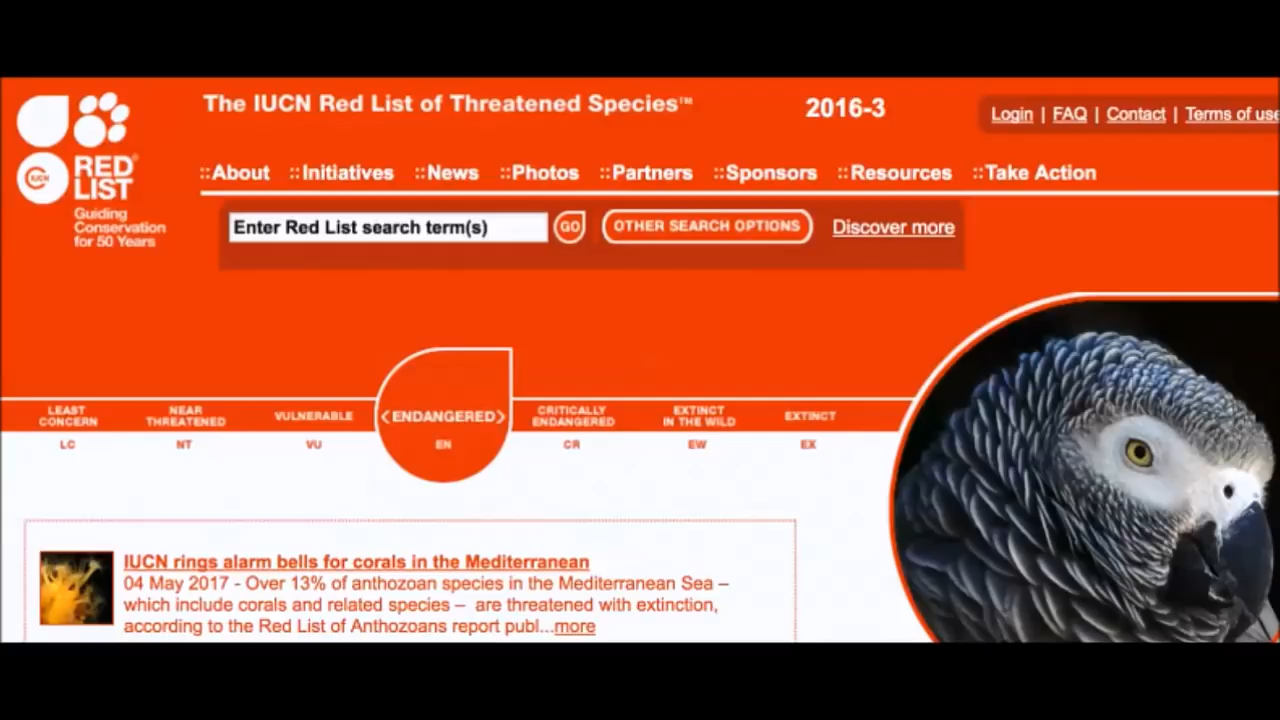 The IUCN Red List of Threatened Species™
2016-3
Login | FAQ | Contact | Terms of use
RED
LIST®
IUCN
Guiding
Conservation
for 50 Years
::About ::Initiatives ::News ::Photos ::Partners ::Sponsors ::Resources ::Take Action
Enter Red List search term(s) GO OTHER SEARCH OPTIONS Discover more
LEAST
CONCERN
LC
NEAR
THREATENED
NT
VULNERABLE
VU
<ENDANGERED>
EN
CRITICALLY
ENDANGERED
CR
EXTINCT
IN THE WILD
EW
EXTINCT
EX
IUCN rings alarm bells for corals in the Mediterranean
04 May 2017 - Over 13% of anthozoan species in the Mediterranean Sea –
which include corals and related species – are threatened with extinction,
according to the Red List of Anthozoans report publ...more